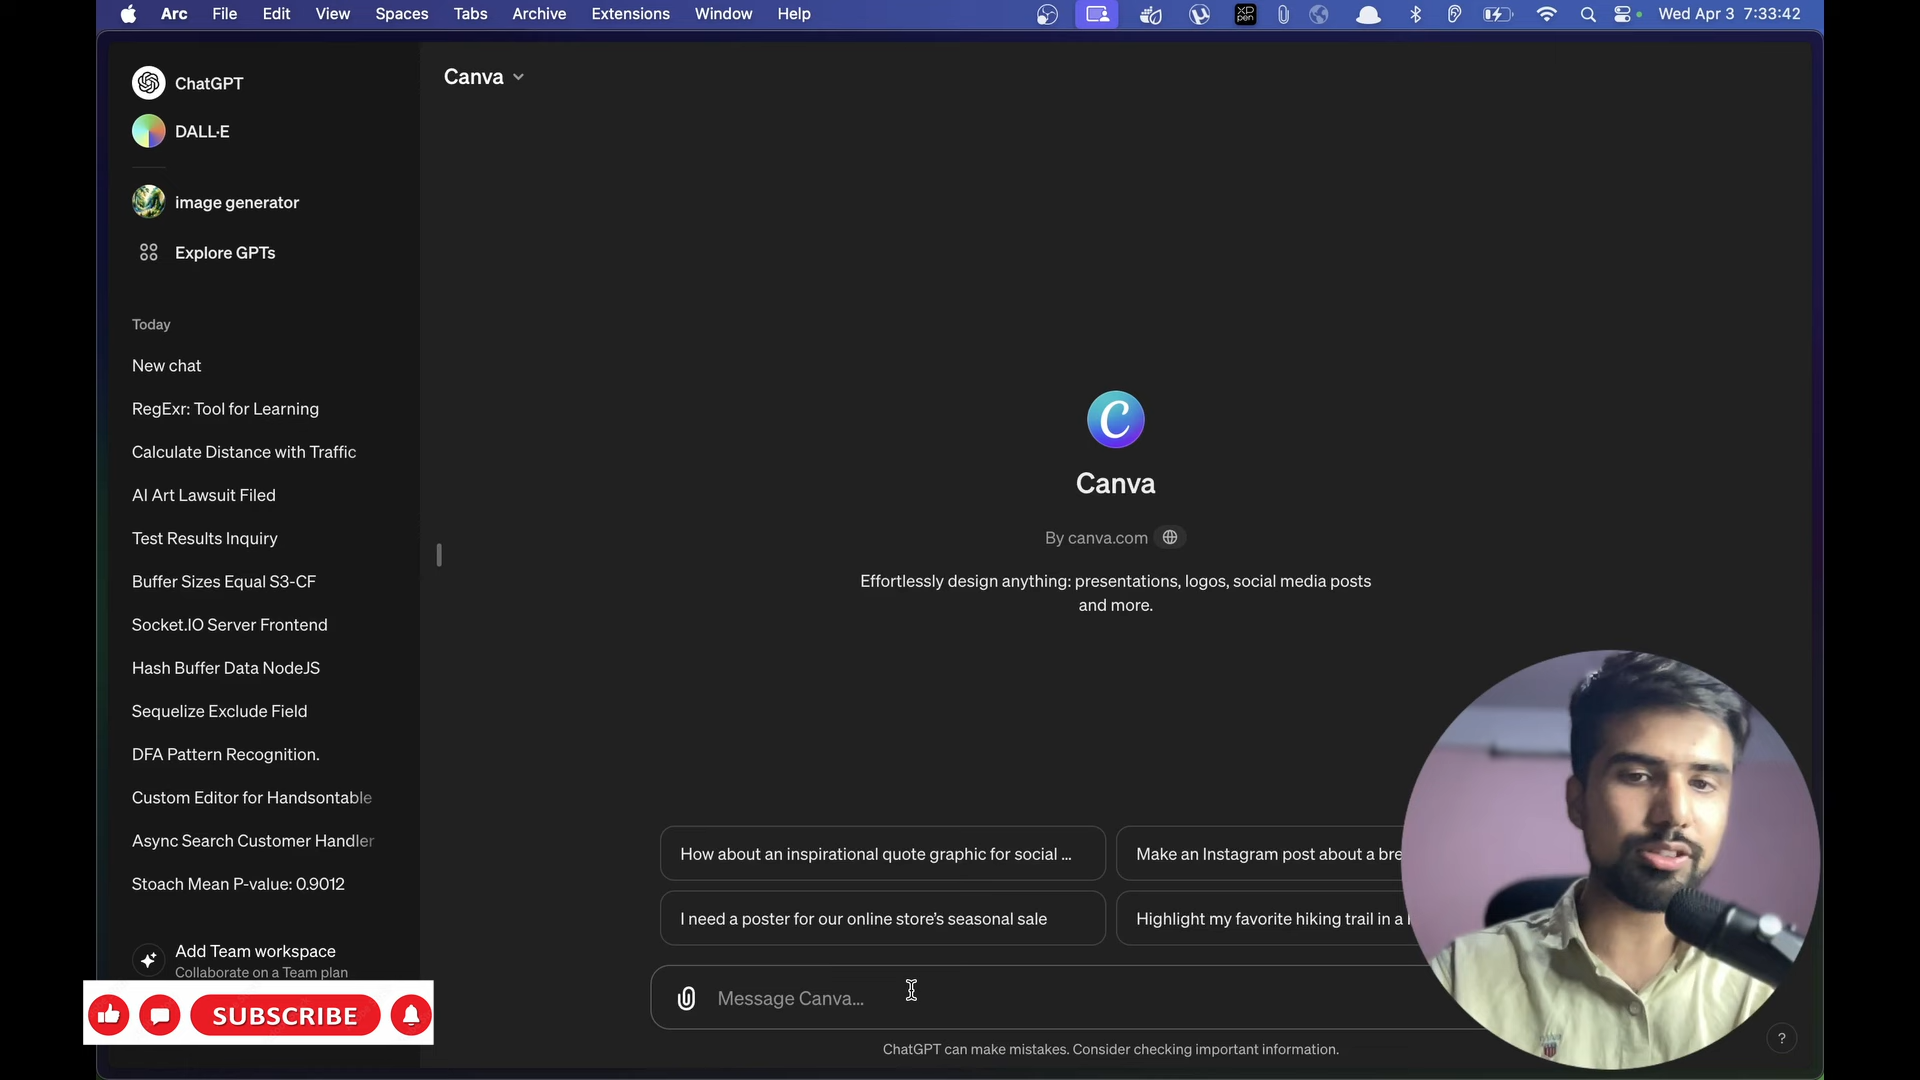 Arc File Edit View Spaces Tabs Archive Extensions Window Help
XP pen
Wed Apr 3 7:33:42
ChatGPT
DALL·E
image generator
Explore GPTs
Today
New chat
RegExr: Tool for Learning
Calculate Distance with Traffic
AI Art Lawsuit Filed
Test Results Inquiry
Buffer Sizes Equal S3-CF
Socket.IO Server Frontend
Hash Buffer Data NodeJS
Sequelize Exclude Field
DFA Pattern Recognition.
Custom Editor for Handsontable
Async Search Customer Handler
Stoach Mean P-value: 0.9012
Add Team workspace
Collaborate on a Team plan
SUBSCRIBE
Canva
C
Canva
By canva.com
Effortlessly design anything: presentations, logos, social media posts
and more.
How about an inspirational quote graphic for social ...
Make an Instagram post about a bre
I need a poster for our online store's seasonal sale
Highlight my favorite hiking trail in a
Message Canva...
ChatGPT can make mistakes. Consider checking important information.
?